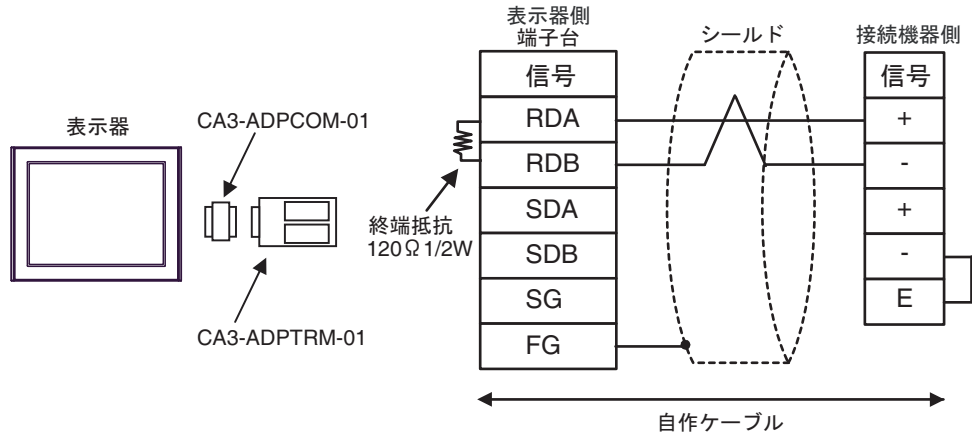 表示器
CA3-ADPCOM-01
CA3-ADPTRM-01
終端抵抗
120Ω 1/2W
表示器側
端子台
信号
RDA
RDB
SDA
SDB
SG
FG
シールド
接続機器側
信号
+
-
+
-
E
自作ケーブル